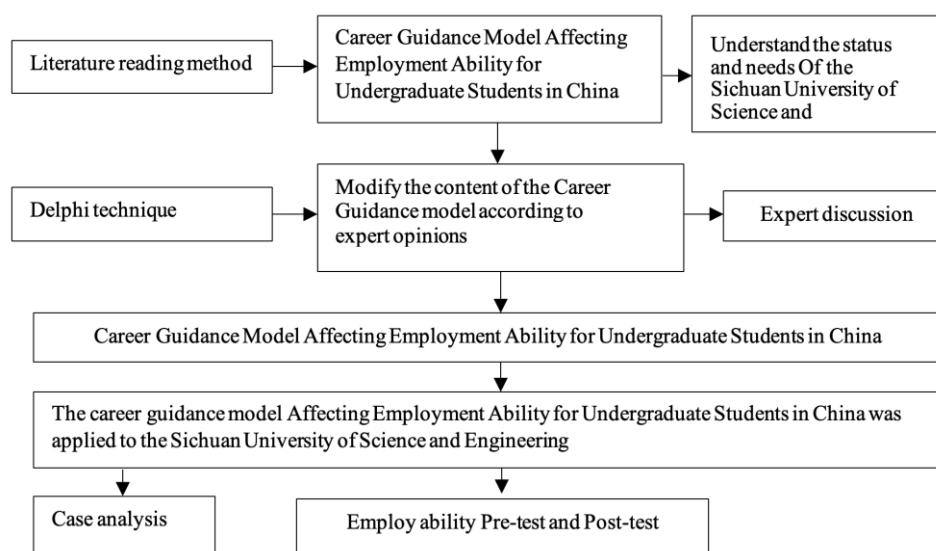 Literature reading method
Career Guidance Model Affecting
Employment Ability for
Undergraduate Students in China
Understand the status
and needs Of the
Sichuan University of
Science and
Delphi technique
Modify the content of the Career
Guidance model according to
expert opinions
Expert discussion
Career Guidance Model Affecting Employment Ability for Undergraduate Students in China
The career guidance model Affecting Employment Ability for Undergraduate Students in China was
applied to the Sichuan University of Science and Engineering
Case analysis
Employ ability Pre-test and Post-test